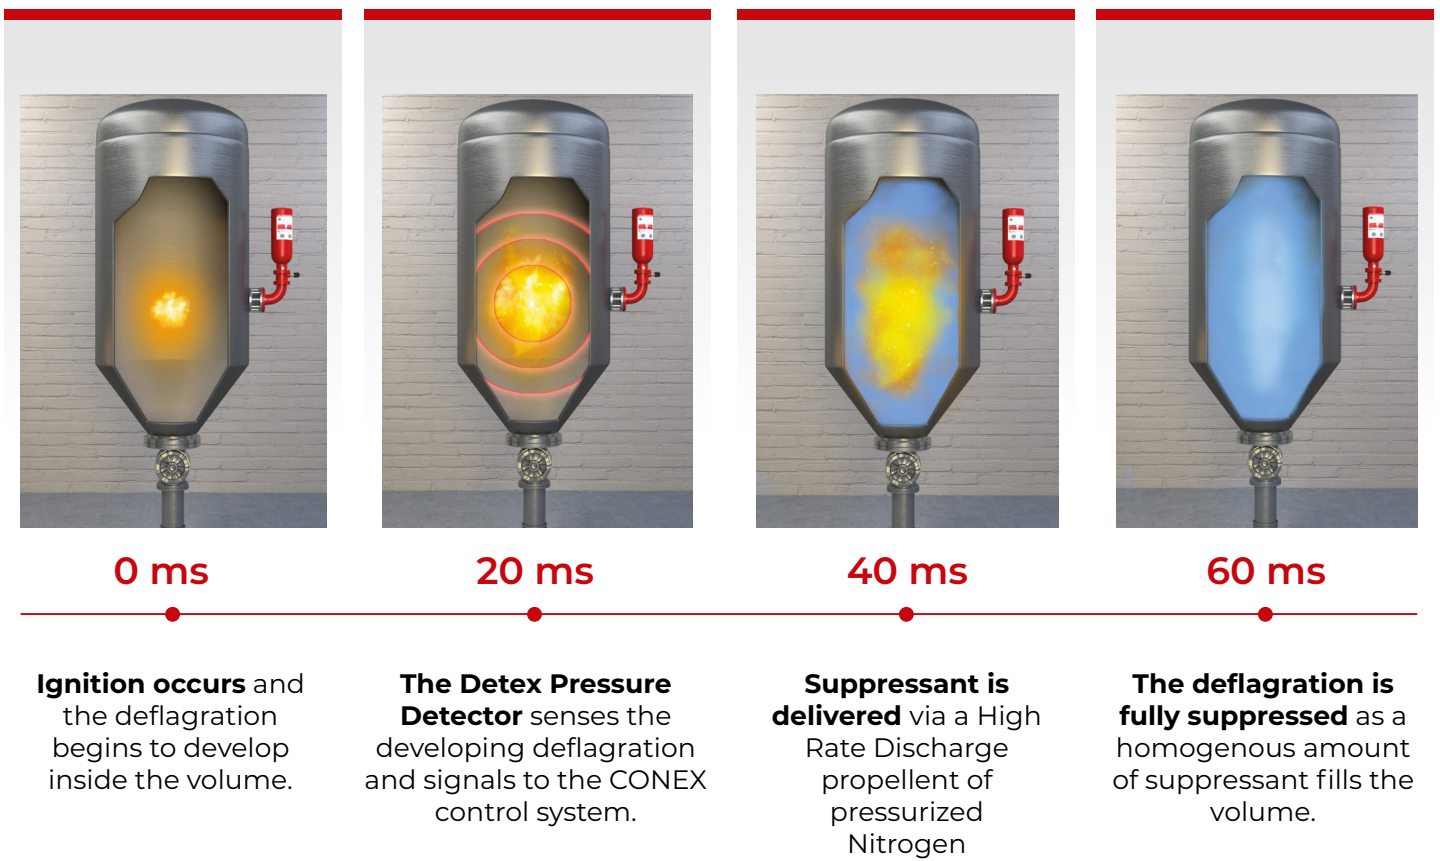 0 ms
20 ms
40 ms
60 ms
Ignition occurs and
the deflagration
begins to develop
inside the volume.
The Detex Pressure
Detector senses the
developing deflagration
and signals to the CONEX
control system.
Suppressant is
delivered via a High
Rate Discharge
propellent of
pressurized
Nitrogen
The deflagration is
fully suppressed as a
homogenous amount
of suppressant fills the
volume.